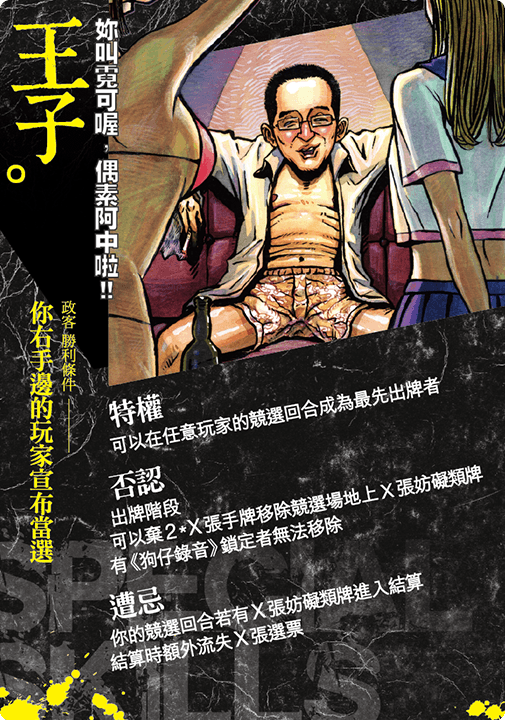 王子。
妳叫寬可喔，偶素阿中啦!!
政客 勝利條件
你右手邊的玩家宣布當選
特權
可以在任意玩家的競選回合成為最先出牌者
否認
出牌階段
可以棄2*X張手牌移除競選場地上X張妨礙類牌
有《狗仔錄音》鎖定者無法移除
遭忌
你的競選回合若有X張妨礙類牌進入結算
結算時額外流失X張選票
SPECIAL
SKILLS